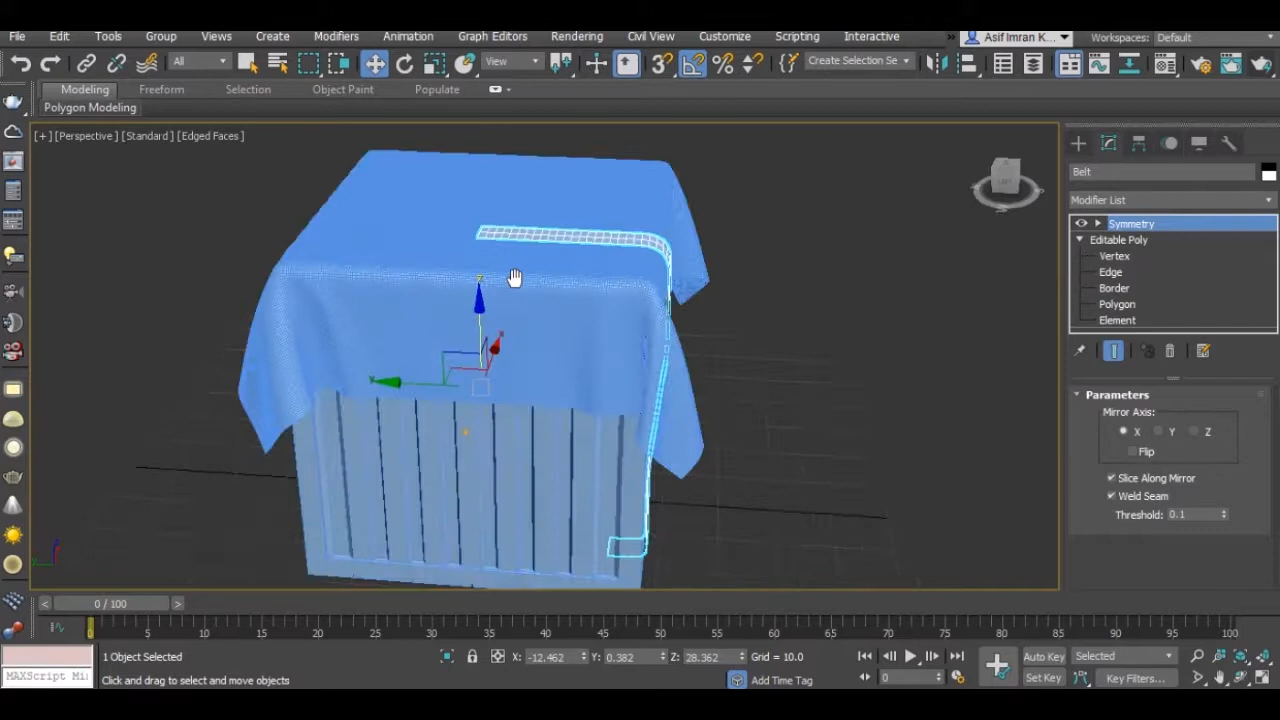 File Edit Tools Group Views Create Modifiers Animation Graph Editors Rendering Civil View Customize Scripting Interactive Asif Imran K... Workspaces: Default
All View Create Selection Se
Modeling Freeform Selection Object Paint Populate
Polygon Modeling
[+] [Perspective] [Standard] [Edged Faces]
Belt
Modifier List
Symmetry
Editable Poly
Vertex
Edge
Border
Polygon
Element
Parameters
Mirror Axis:
X Y Z
Flip
Slice Along Mirror
Weld Seam
Threshold: 0.1
0 / 100
0 5 10 15 20 25 30 35 40 45 50 55 60 65 70 75 80 85 90 95 100
1 Object Selected X: -12.462 Y: 0.382 Z: 28.362 Grid = 10.0 Auto Key Selected
MAXScript Mi Click and drag to select and move objects Add Time Tag 0 Set Key Key Filters...